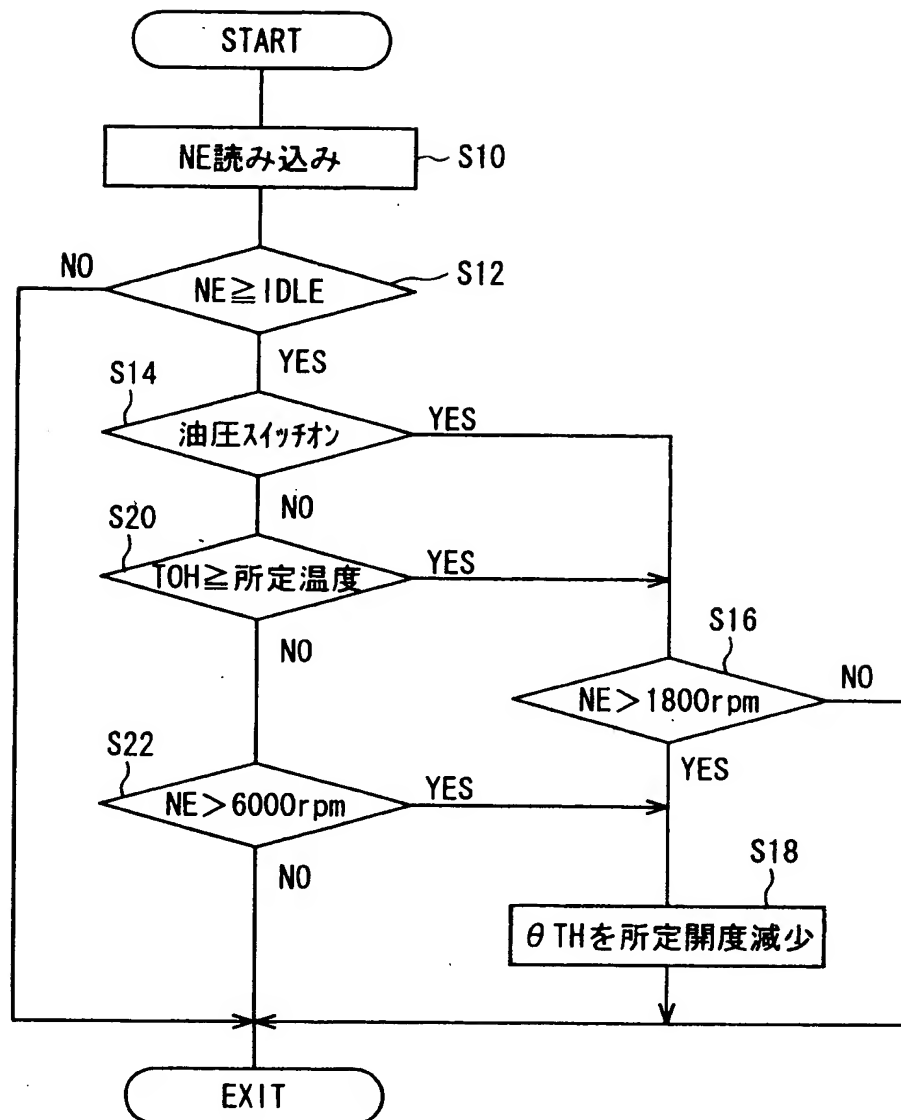 START
NE読み込み
S10
NE≧IDLE
S12
NO
YES
S14
油圧スイッチオン
YES
NO
S20
TOH≧所定温度
YES
NO
S16
NE>1800rpm
NO
YES
S22
NE>6000rpm
YES
NO
S18
θTHを所定開度減少
EXIT